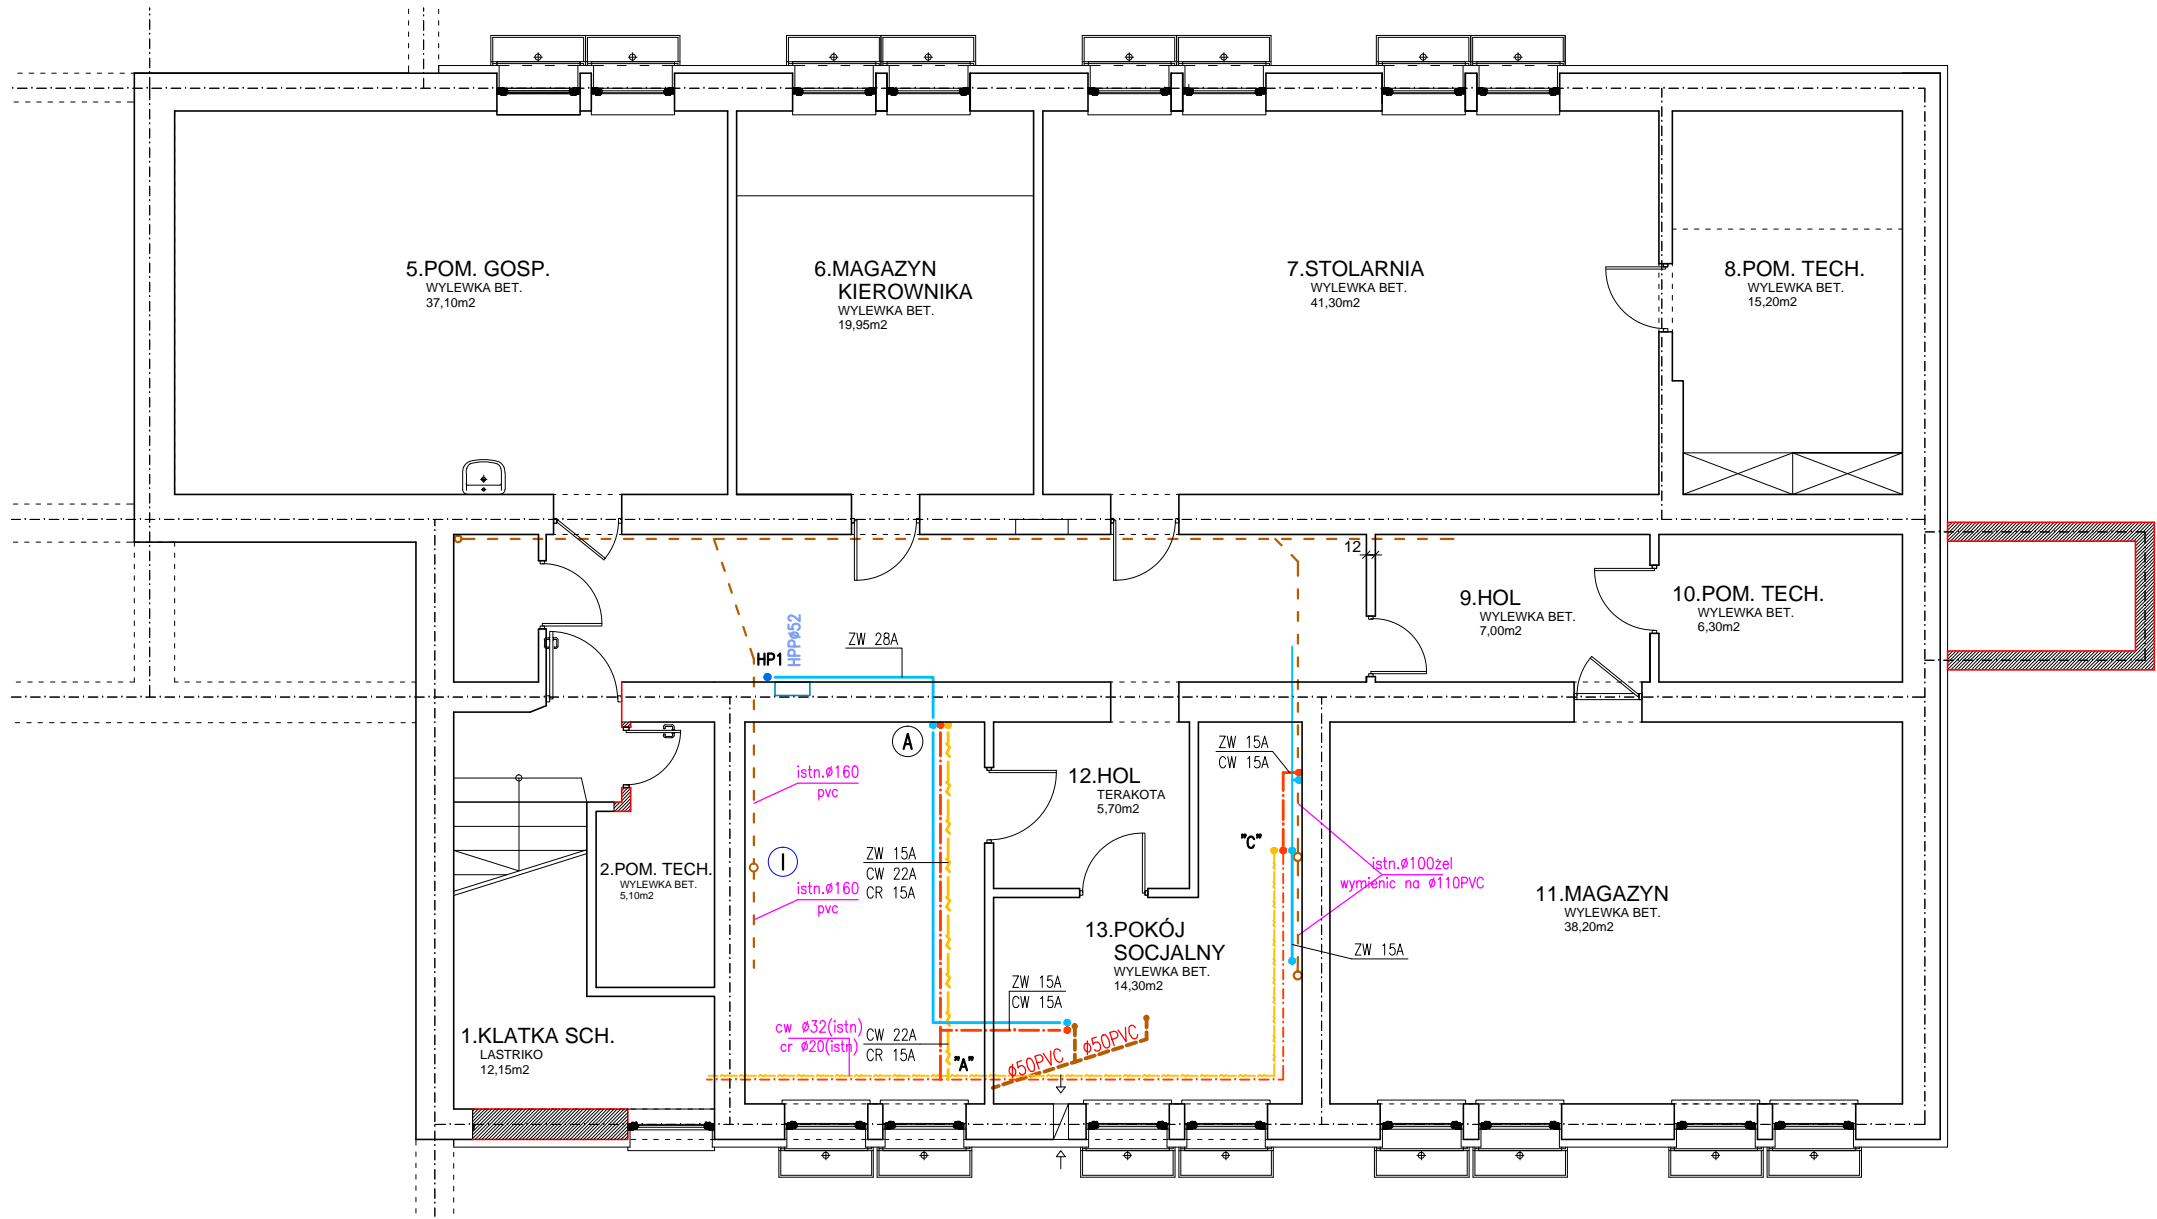 5.POM. GOSP.
WYLEWKA BET.
37,10m2
6.MAGAZYN
KIEROWNIKA
WYLEWKA BET.
19,95m2
7.STOLARNIA
WYLEWKA BET.
41,30m2
8.POM. TECH.
WYLEWKA BET.
15,20m2
12
9.HOL
WYLEWKA BET.
7,00m2
10.POM. TECH.
WYLEWKA BET.
6,30m2
HP1
HPPø52
ZW 28A
A
istn.ø160
pvc
I
istn.ø160
pvc
ZW 15A
CW 22A
CR 15A
12.HOL
TERAKOTA
5,70m2
ZW 15A
CW 15A
"C"
istn.ø100żel
wymienic na ø110PVC
ZW 15A
11.MAGAZYN
WYLEWKA BET.
38,20m2
2.POM. TECH.
WYLEWKA BET.
5,10m2
13.POKÓJ
SOCJALNY
WYLEWKA BET.
14,30m2
ZW 15A
CW 15A
1.KLATKA SCH.
LASTRIKO
12,15m2
cw ø32(istn)
cr ø20(istn)
CW 22A
CR 15A
"A"
ø50PVC
ø50PVC